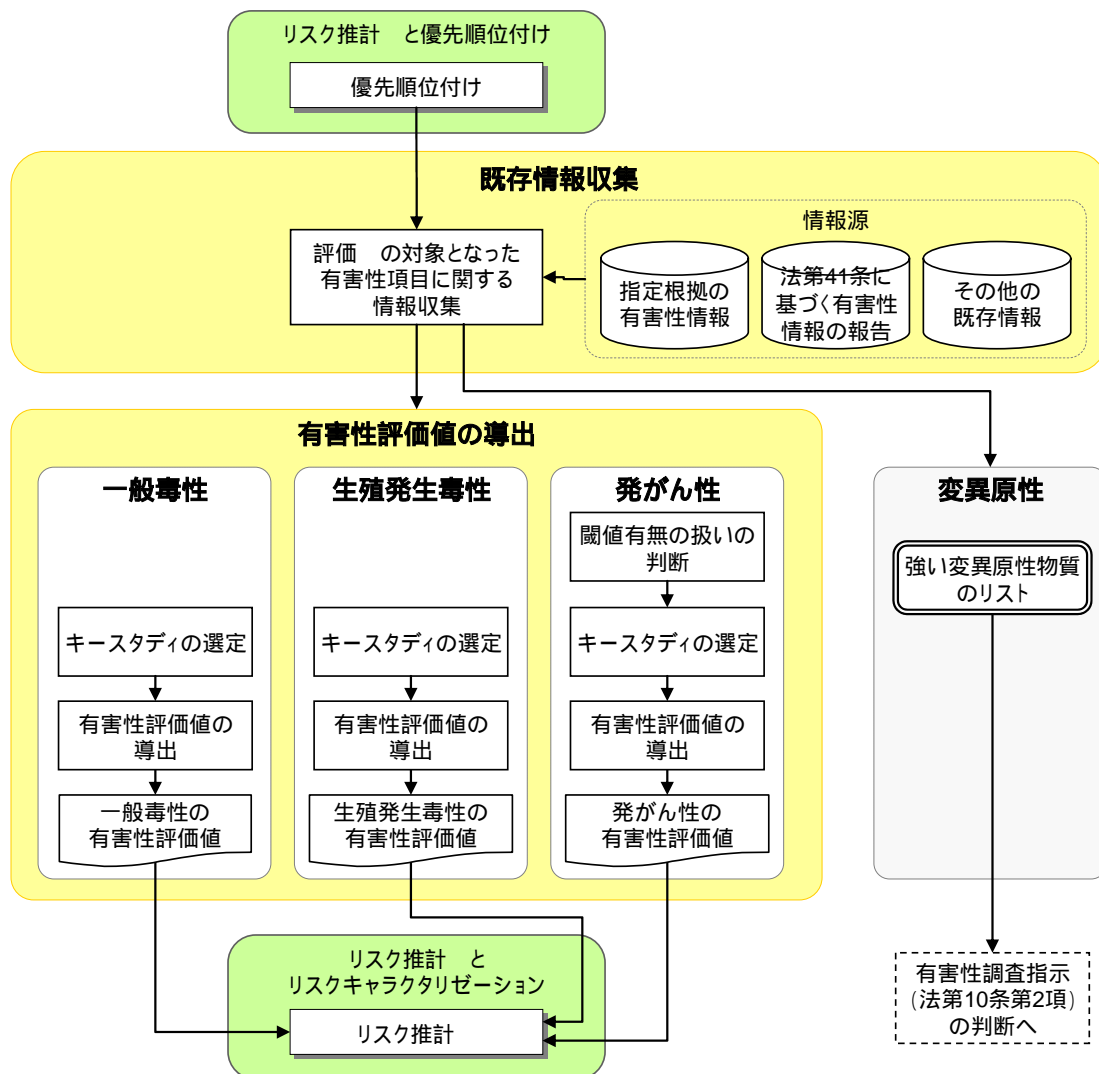 リスク推計　と優先順位付け
優先順位付け
既存情報収集
評価　の対象となった
有害性項目に関する
情報収集
情報源
指定根拠の
有害性情報
法第41条に
基づく有害性
情報の報告
その他の
既存情報
有害性評価値の導出
一般毒性
キースタディの選定
有害性評価値の
導出
一般毒性の
有害性評価値
生殖発生毒性
キースタディの選定
有害性評価値の
導出
生殖発生毒性の
有害性評価値
発がん性
閾値有無の扱いの
判断
キースタディの選定
有害性評価値の
導出
発がん性の
有害性評価値
変異原性
強い変異原性物質
のリスト
有害性調査指示
(法第10条第2項)
の判断へ
リスク推計　と
リスクキャラクタリゼーション
リスク推計